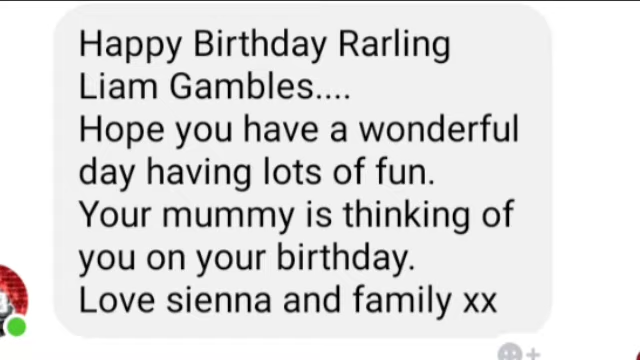 Happy Birthday Rarling
Liam Gambles....
Hope you have a wonderful
day having lots of fun.
Your mummy is thinking of
you on your birthday.
Love sienna and family xx